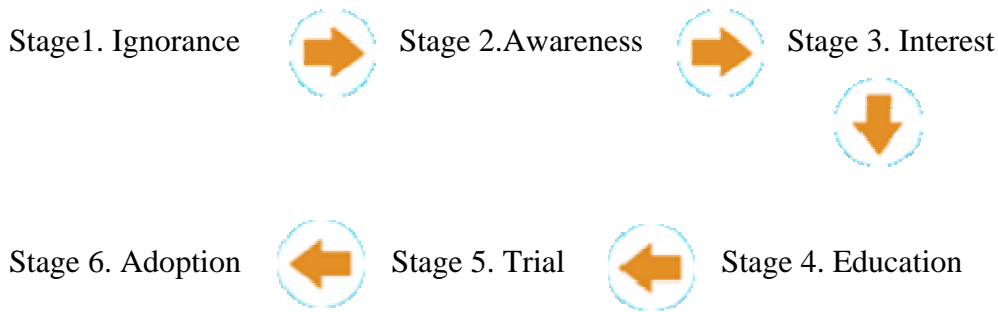 Stage1. Ignorance Stage 2.Awareness Stage 3. Interest
Stage 6. Adoption Stage 5. Trial Stage 4. Education